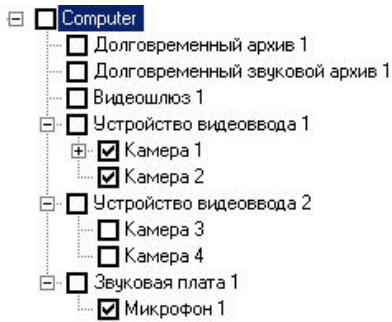 Computer
Долговременный архив 1
Долговременный звуковой архив 1
Видеошлюз 1
Устройство видеоввода 1
Камера 1
Камера 2
Устройство видеоввода 2
Камера 3
Камера 4
Звуковая плата 1
Микрофон 1